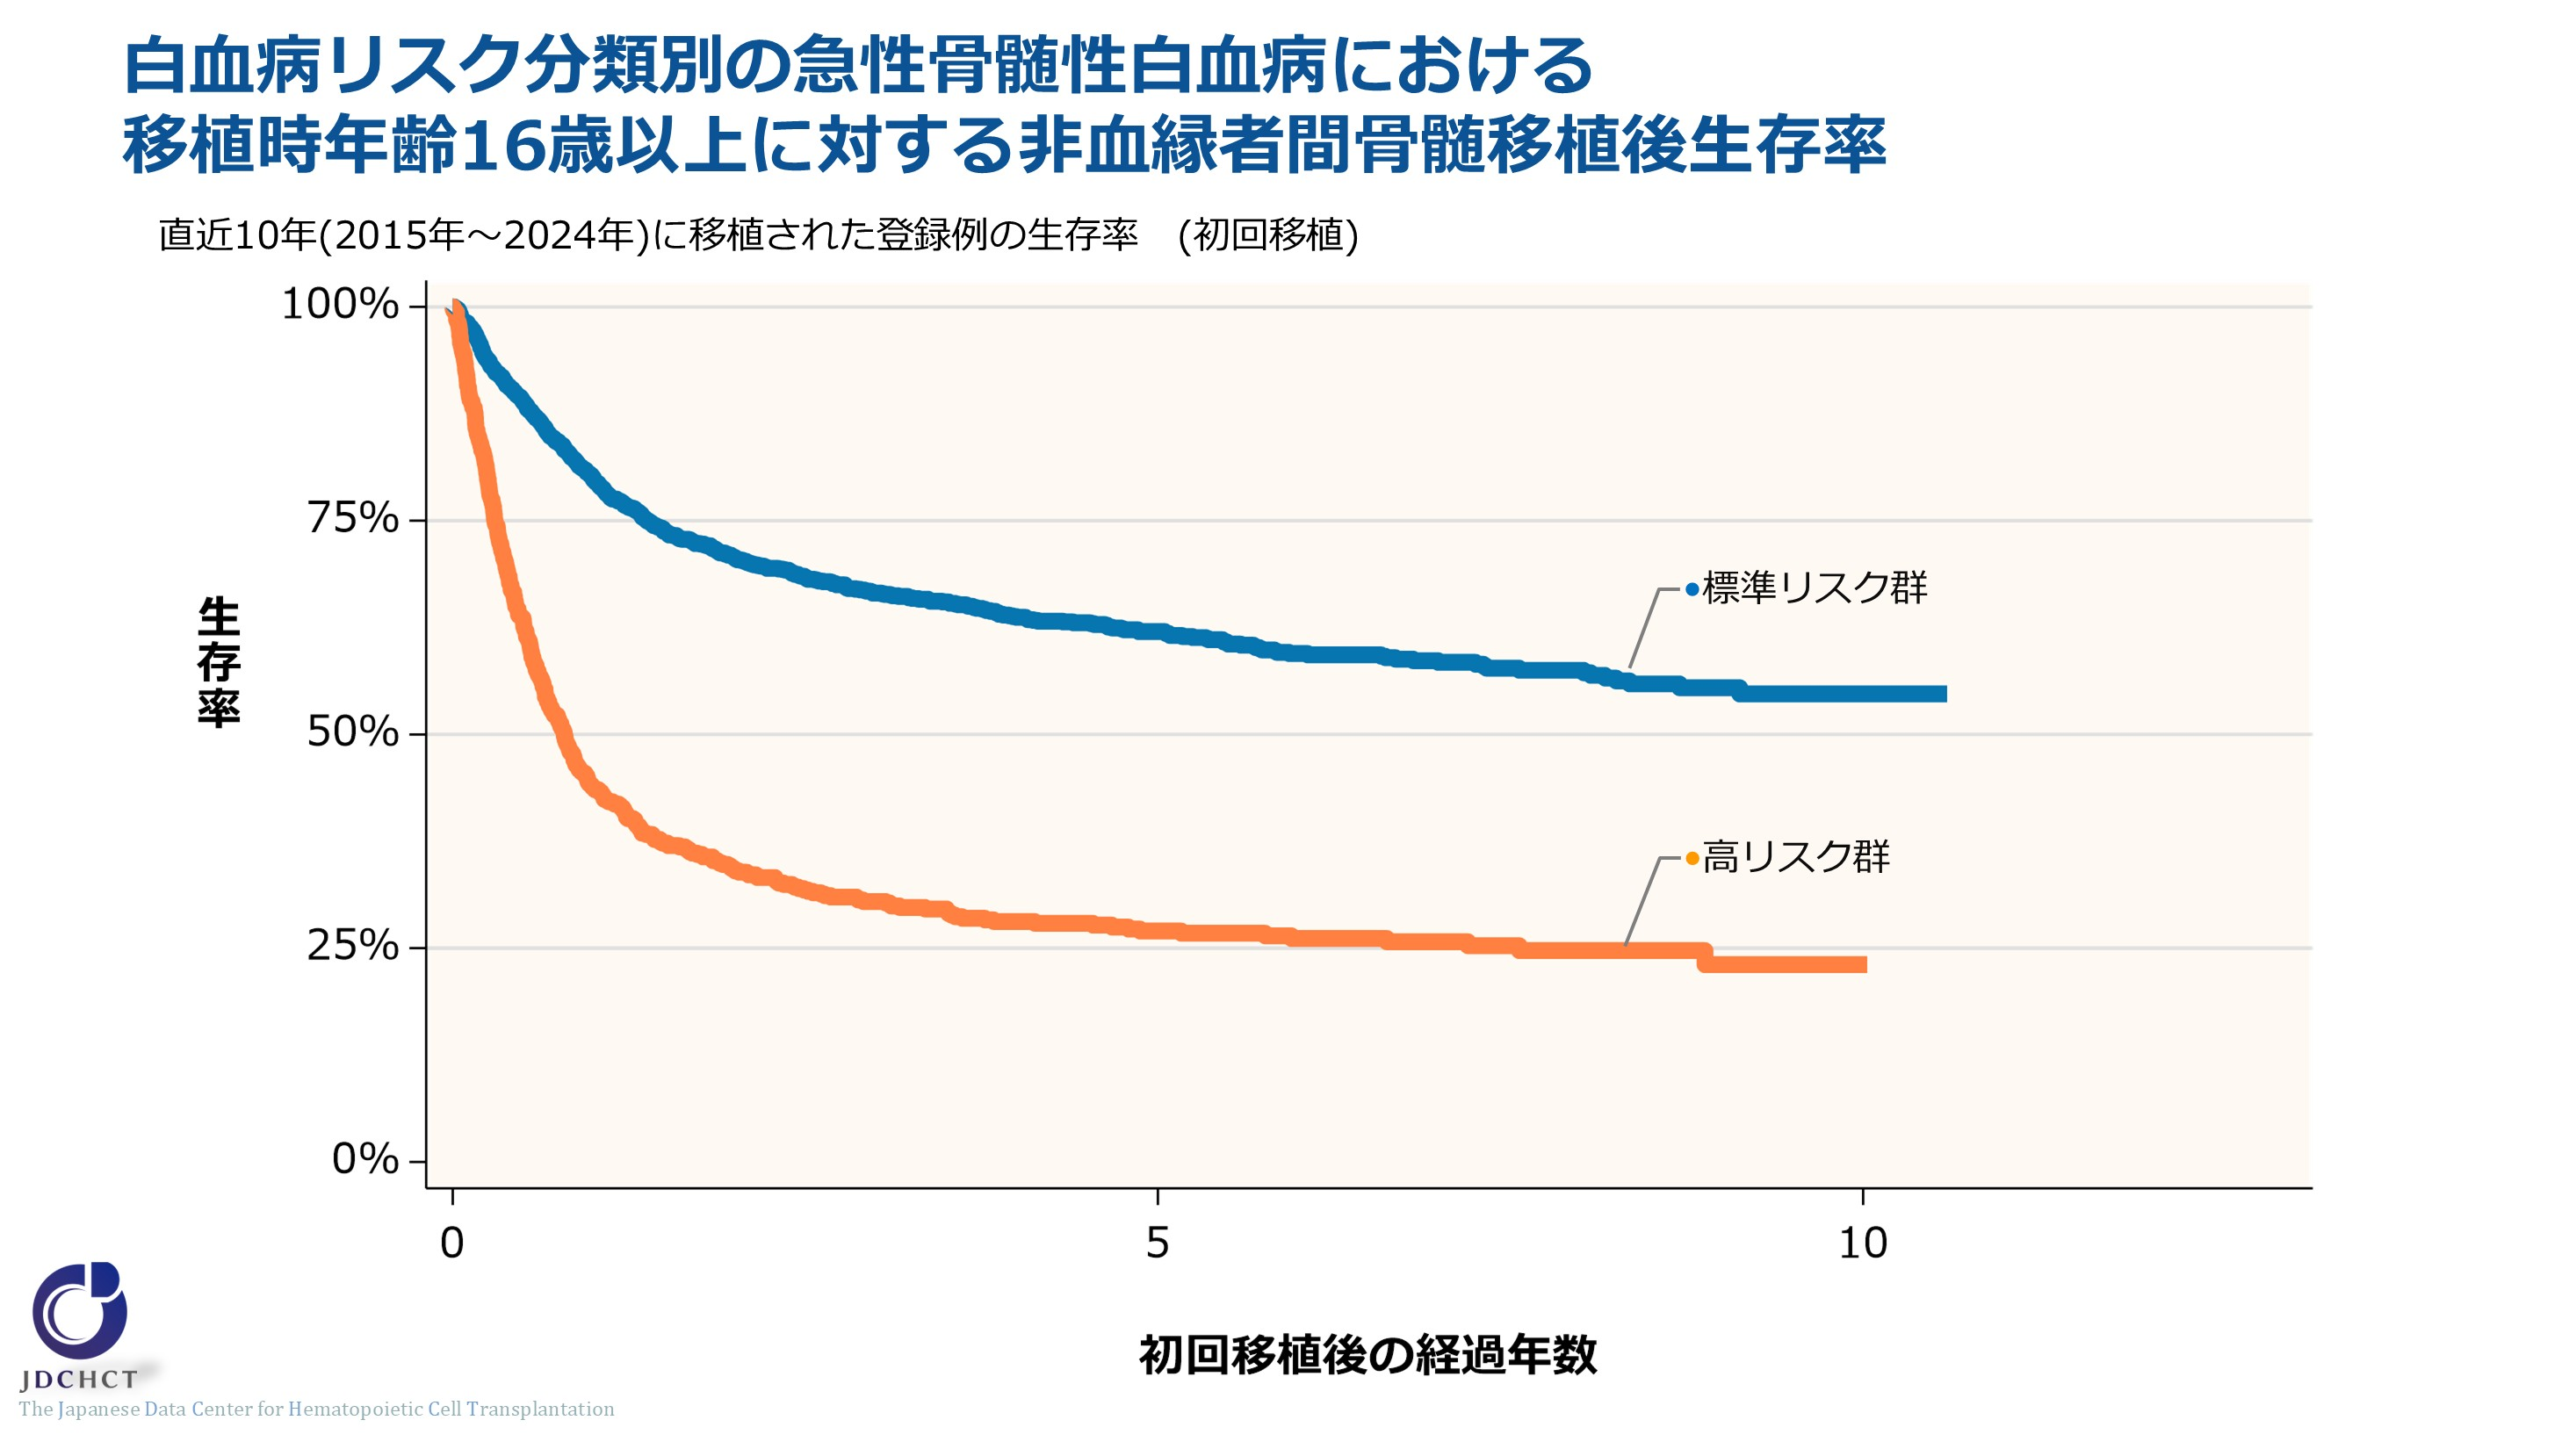 白血病リスク分類別の急性骨髄性白血病における
移植時年齢16歳以上に対する非血縁者間骨髄移植後生存率
直近10年(2015年～2024年)に移植された登録例の生存率　(初回移植)
100%
75%
50%
25%
0%
生存率
標準リスク群
高リスク群
0
5
10
初回移植後の経過年数
JDCHCT
The Japanese Data Center for Hematopoietic Cell Transplantation